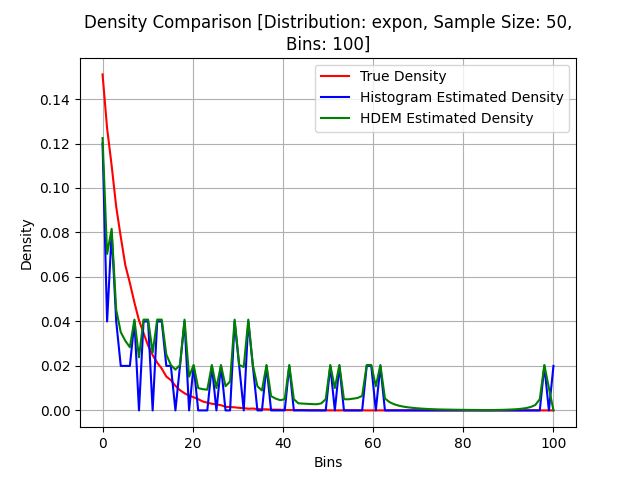 Density Comparison [Distribution: expon, Sample Size: 50,
Bins: 100]
True Density
Histogram Estimated Density
HDEM Estimated Density
Density
0.14
0.12
0.10
0.08
0.06
0.04
0.02
0.00
0 20 40 60 80 100
Bins